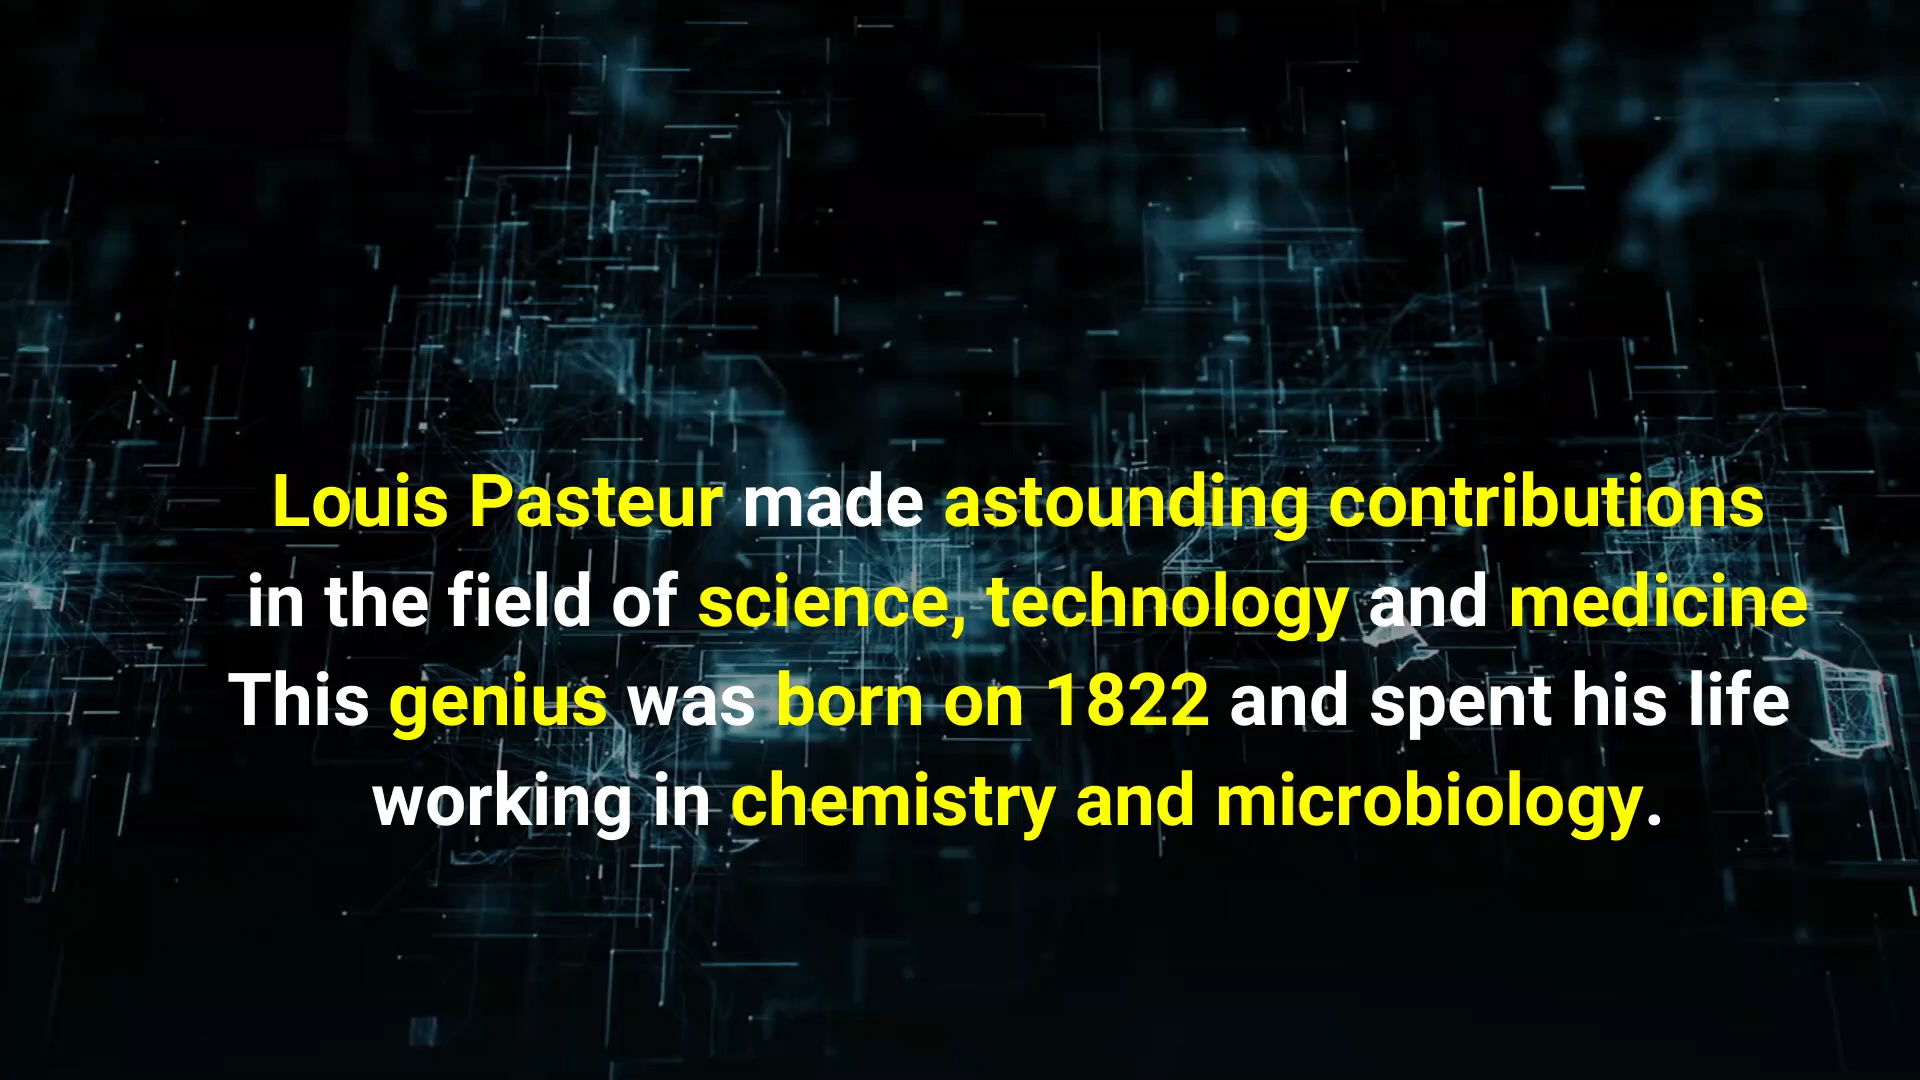 Louis Pasteur made astounding contributions
in the field of science, technology and medicine
This genius was born on 1822 and spent his life
working in chemistry and microbiology.